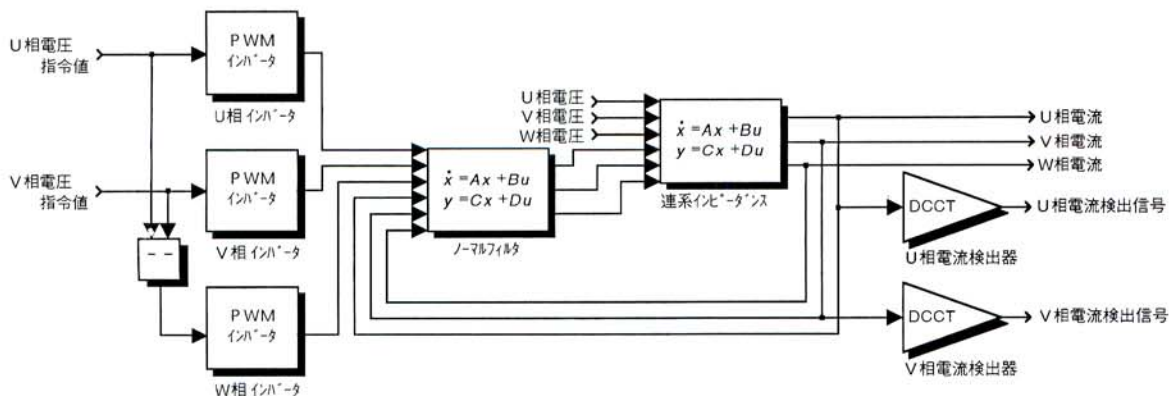 U相電圧
指令値
PWM
インバータ
U相 インバータ
V相電圧
指令値
PWM
インバータ
V相 インバータ
- -
PWM
インバータ
W相 インバータ
U相電圧
V相電圧
W相電圧
ẋ = Ax + Bu
y = Cx + Du
ノーマルフィルタ
ẋ = Ax + Bu
y = Cx + Du
連系インピーダンス
U相電流
V相電流
W相電流
DCCT
U相電流検出信号
U相電流検出器
DCCT
V相電流検出信号
V相電流検出器